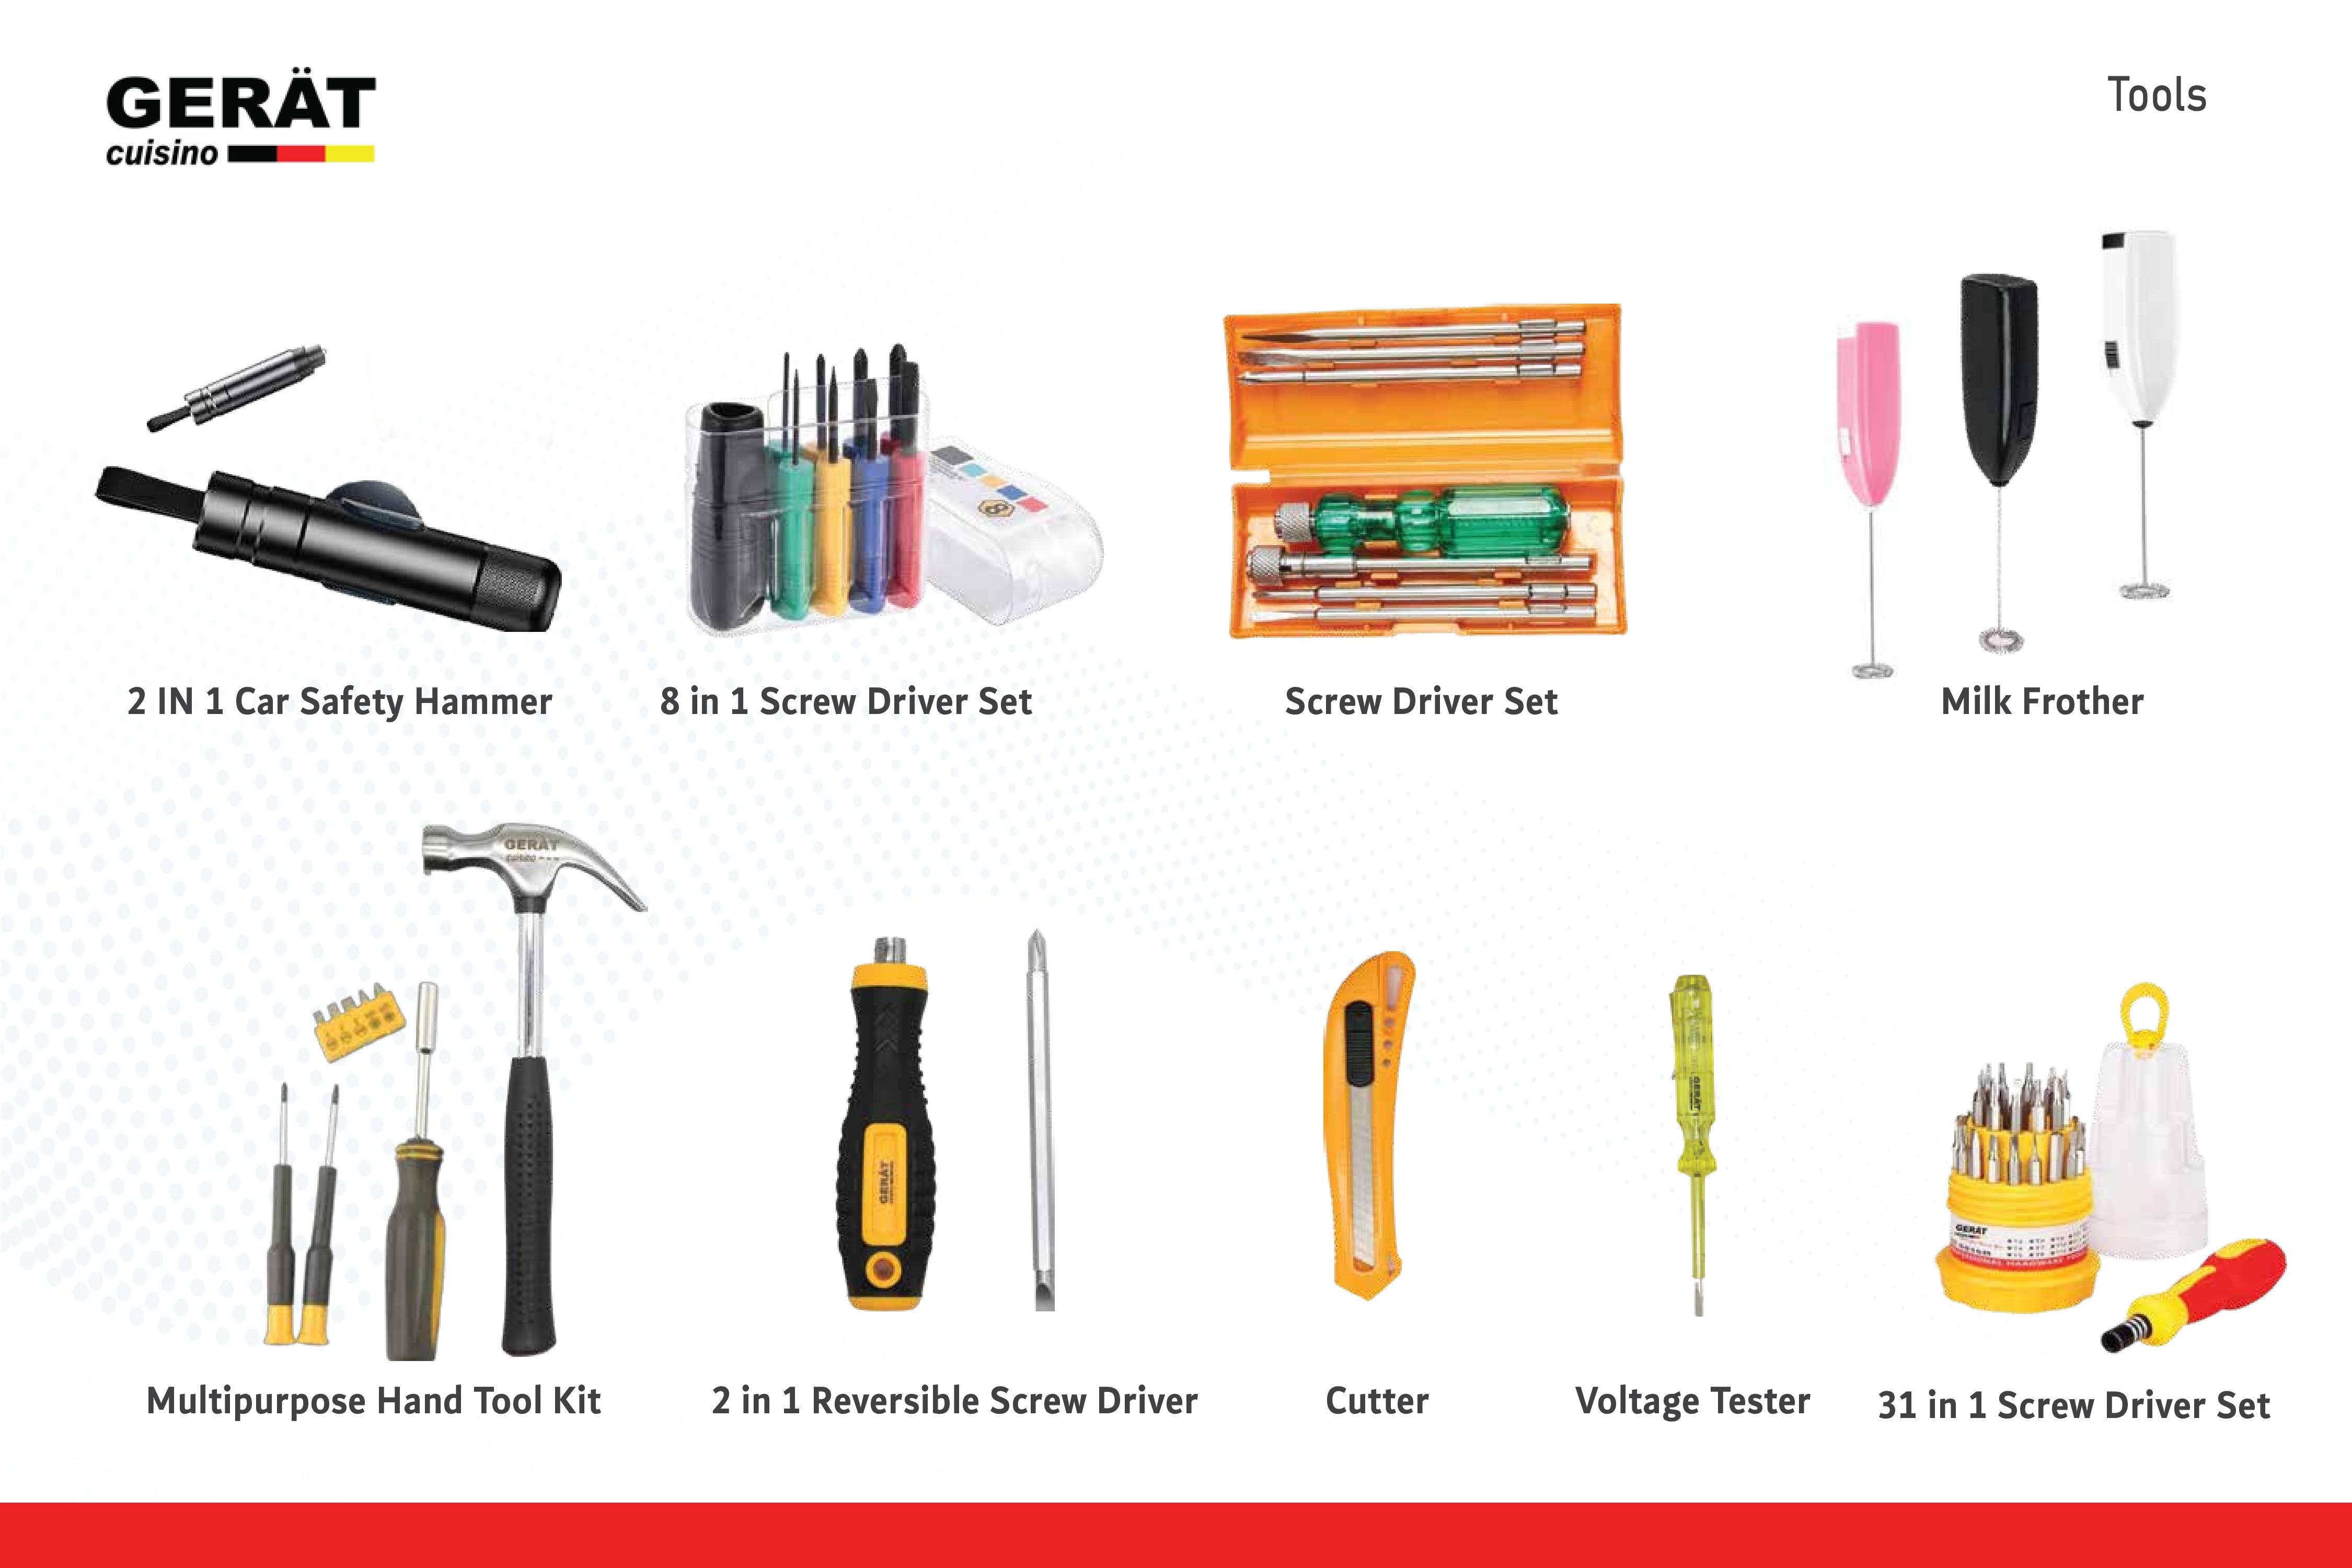 GERÄT
cuisino
Tools
2 IN 1 Car Safety Hammer
8 in 1 Screw Driver Set
Screw Driver Set
Milk Frother
GERÄT
cuisino
GERÄT
GERÄT
GERÄT
Multipurpose Hand Tool Kit
2 in 1 Reversible Screw Driver
Cutter
Voltage Tester
31 in 1 Screw Driver Set